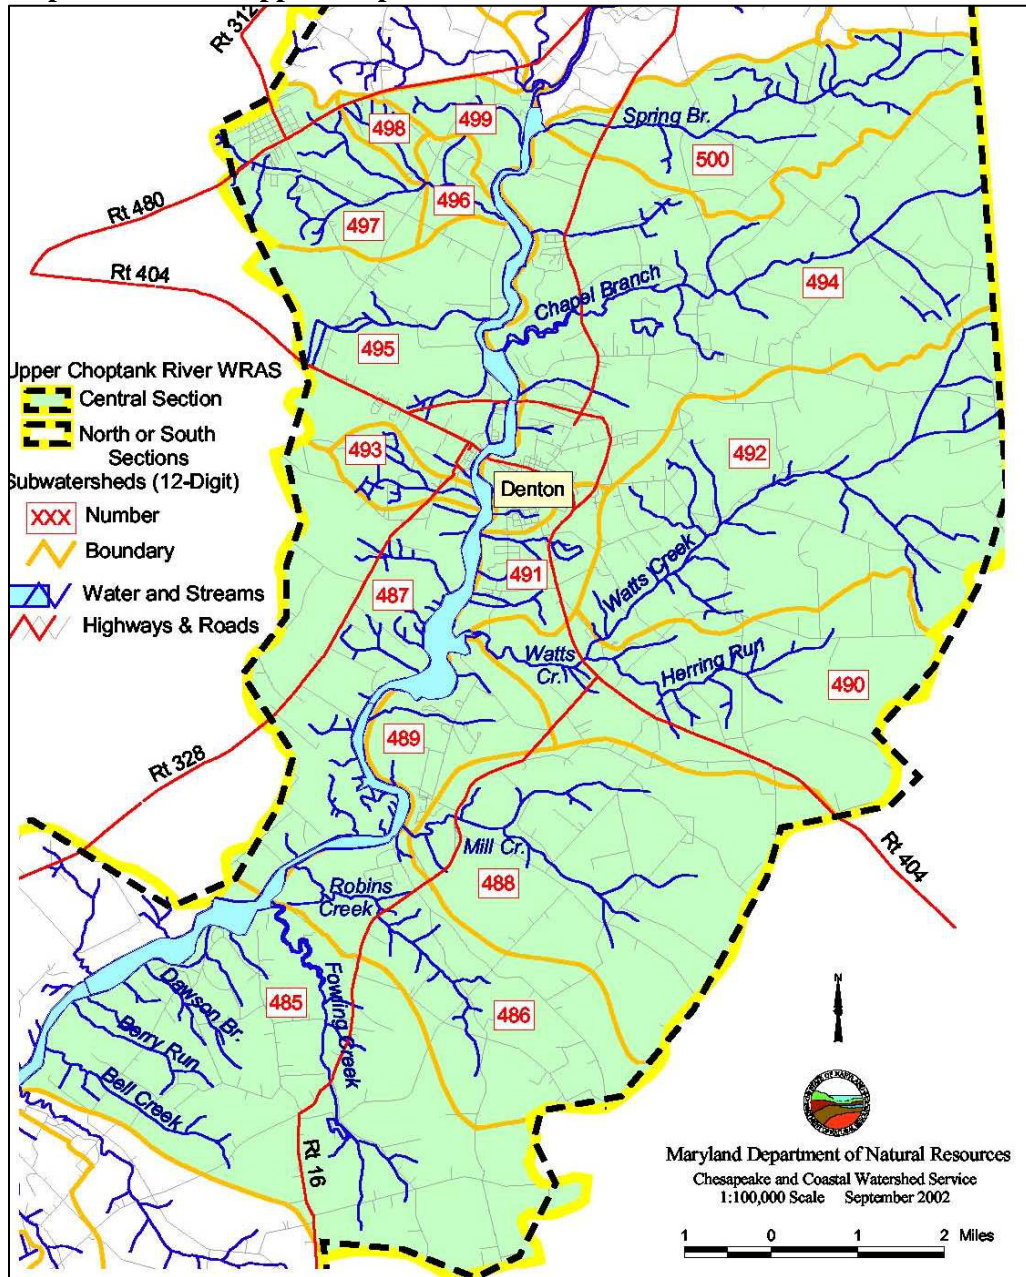 Rt 312
498
499
Spring Br.
500
496
Rt 480
497
Rt 404
Chapel Branch
494
495
Upper Choptank River WRAS
Central Section
North or South
Sections
Subwatersheds (12-Digit)
XXX Number
Boundary
Water and Streams
Highways & Roads
493
492
Denton
Watts Creek
491
487
Watts
Cr.
Herring Run
490
489
Rt 328
Mill Cr.
488
Rt 404
Robins
Creek
Dawson Br.
485
Fowling Creek
486
Berry Run
Bell Creek
Rt 16
N
Maryland Department of Natural Resources
Chesapeake and Coastal Watershed Service
1:100,000 Scale September 2002
1 0 1 2 Miles